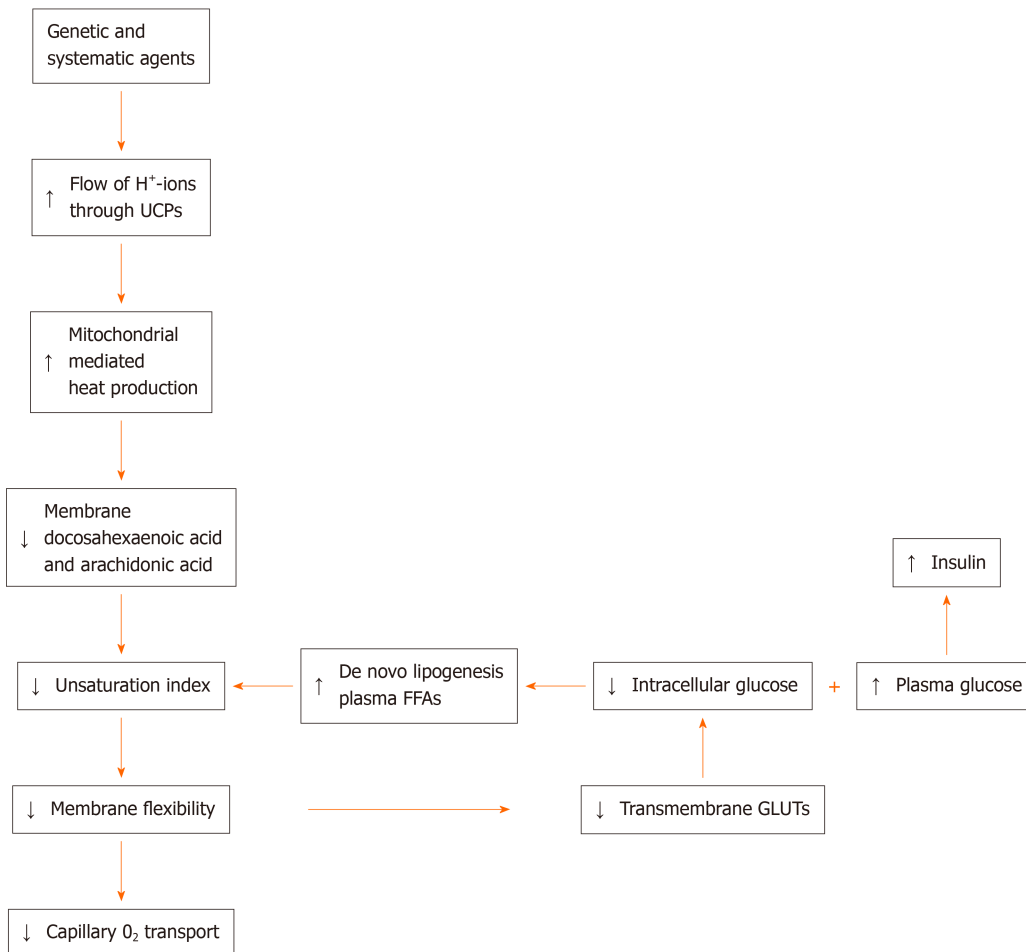 Genetic and
systematic agents
↑ Flow of H⁺-ions
through UCPs
Mitochondrial
↑ mediated
heat production
Membrane
↓ docosahexaenoic acid
and arachidonic acid
↑ Insulin
↓ Unsaturation index
↑ De novo lipogenesis
plasma FFAs
↓ Intracellular glucose
+
↑ Plasma glucose
↓ Membrane flexibility
↓ Transmembrane GLUTs
↓ Capillary 0₂ transport